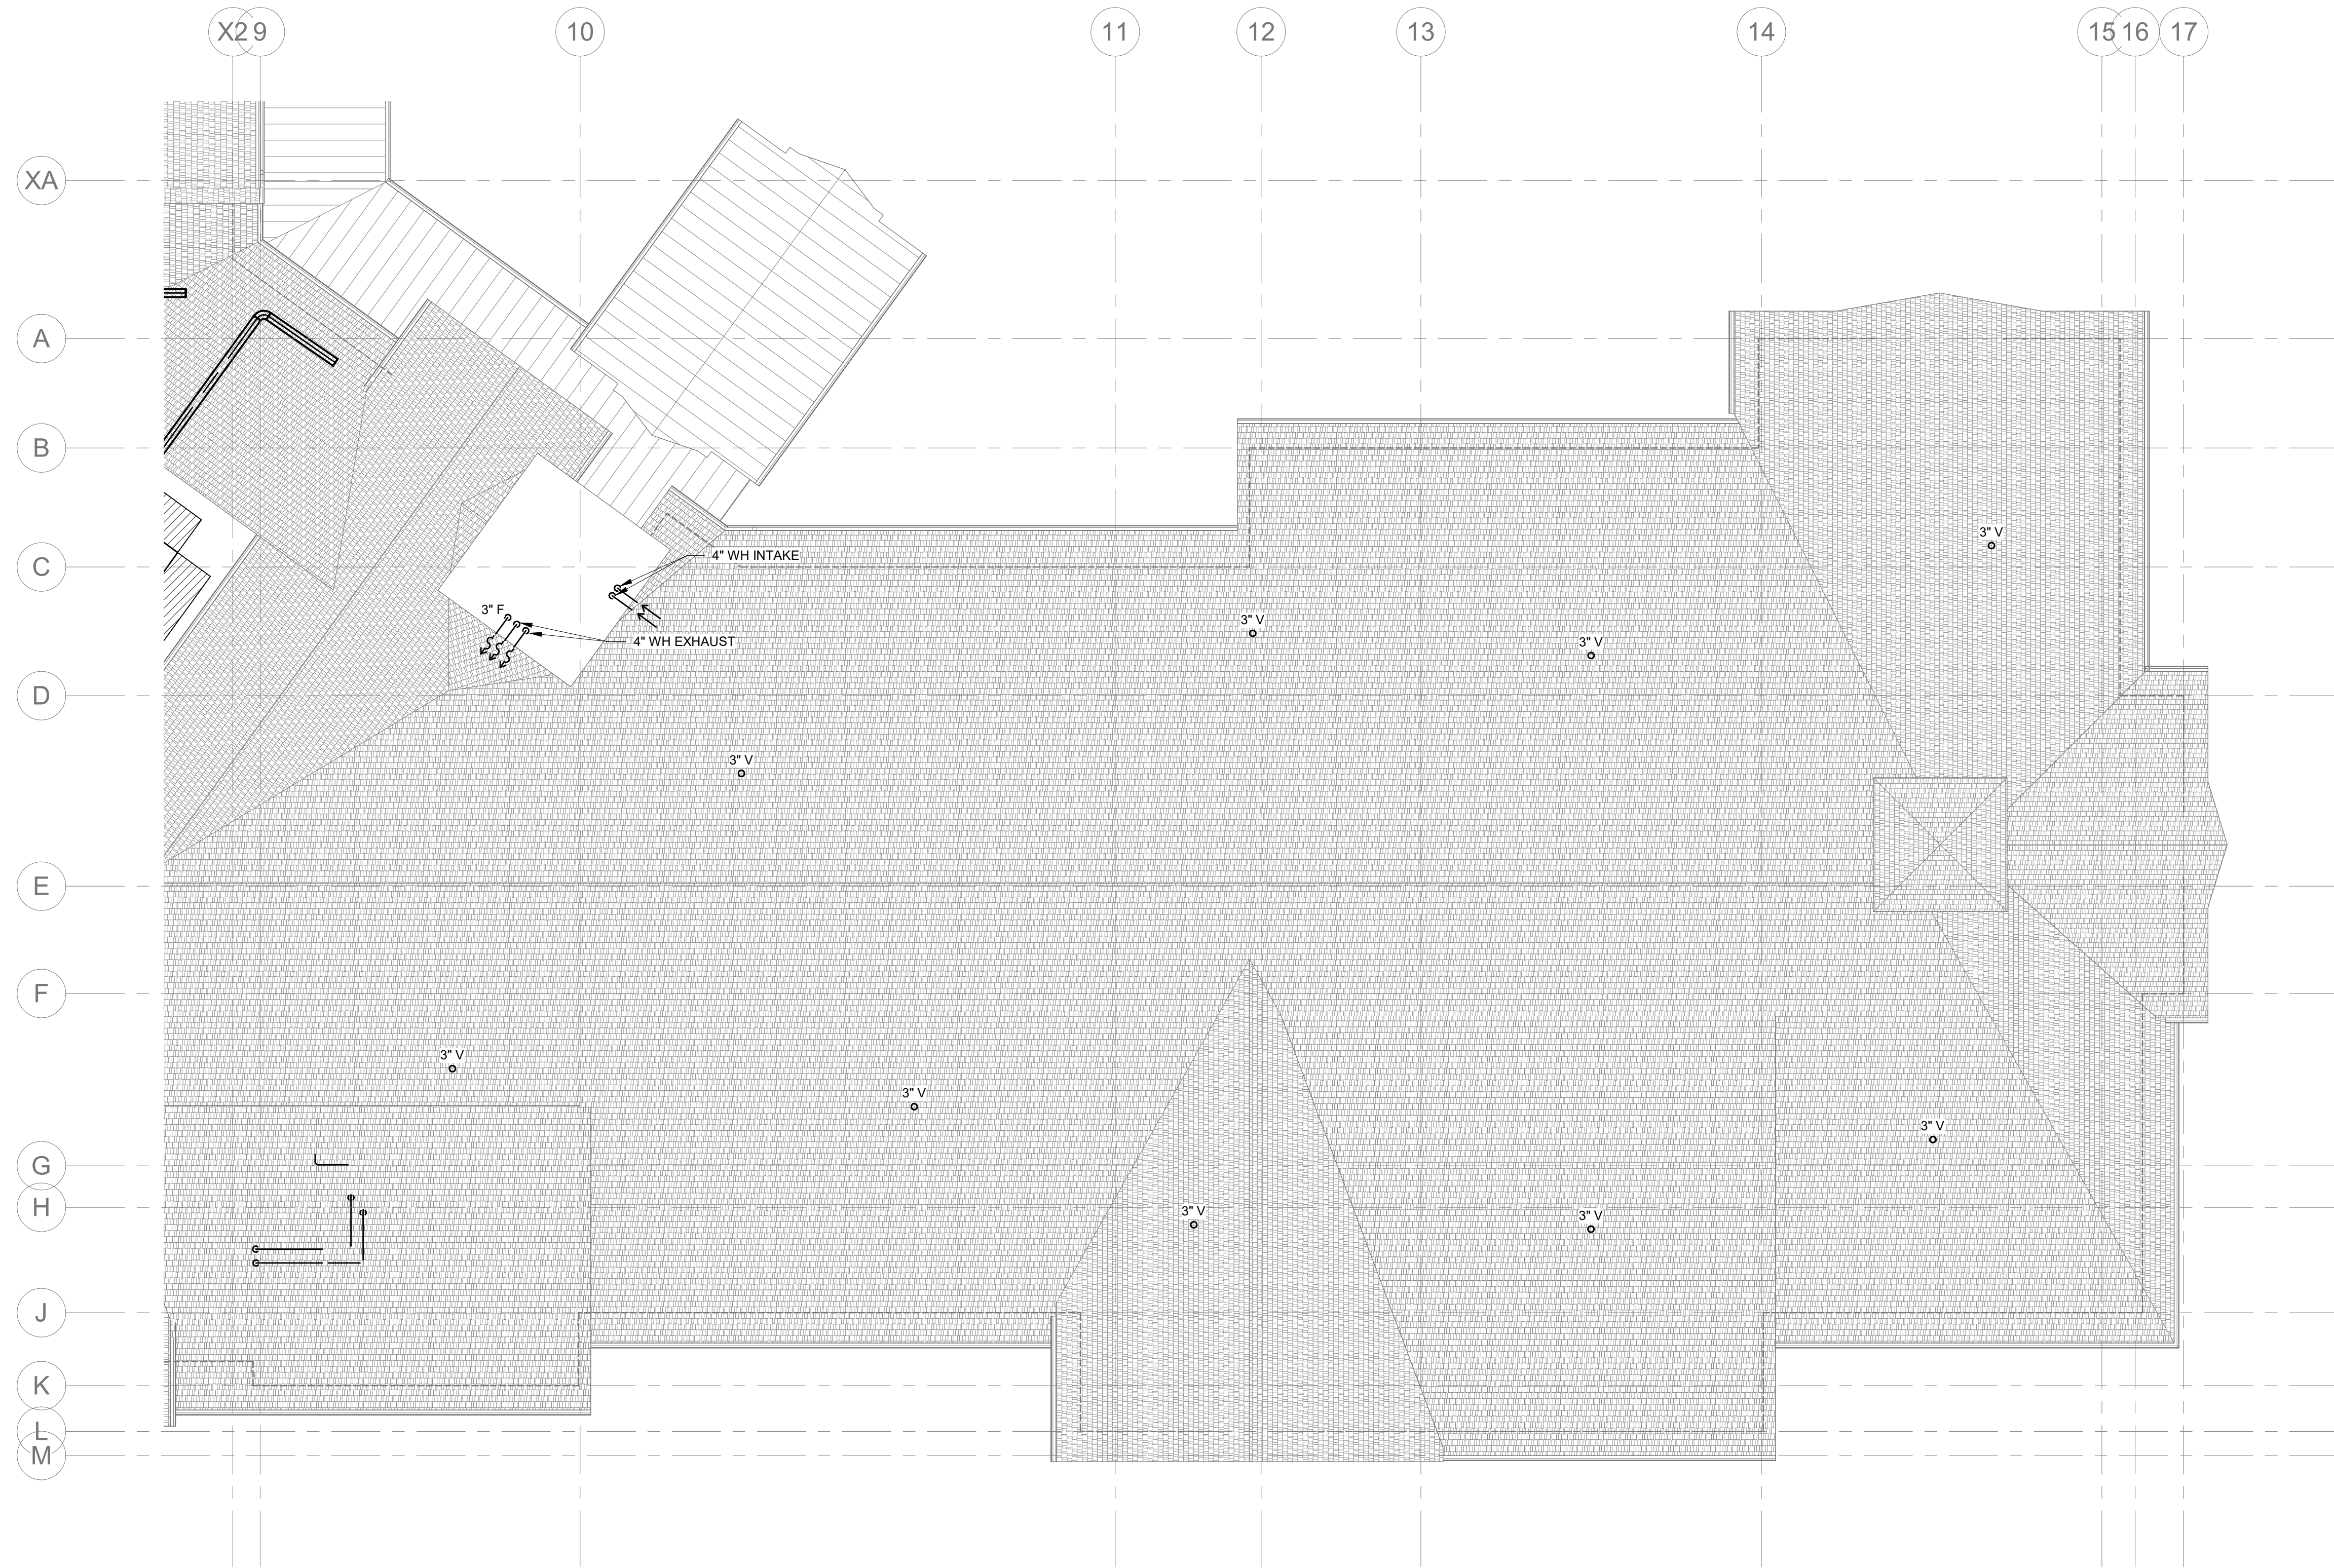 X2
9
10
11
12
13
14
15
16
17
XA
A
B
C
D
E
F
G
H
J
K
L
M
3" V
4" WH INTAKE
3" F
3" V
4" WH EXHAUST
3" V
3" V
3" V
3" V
3" V
3" V
3" V